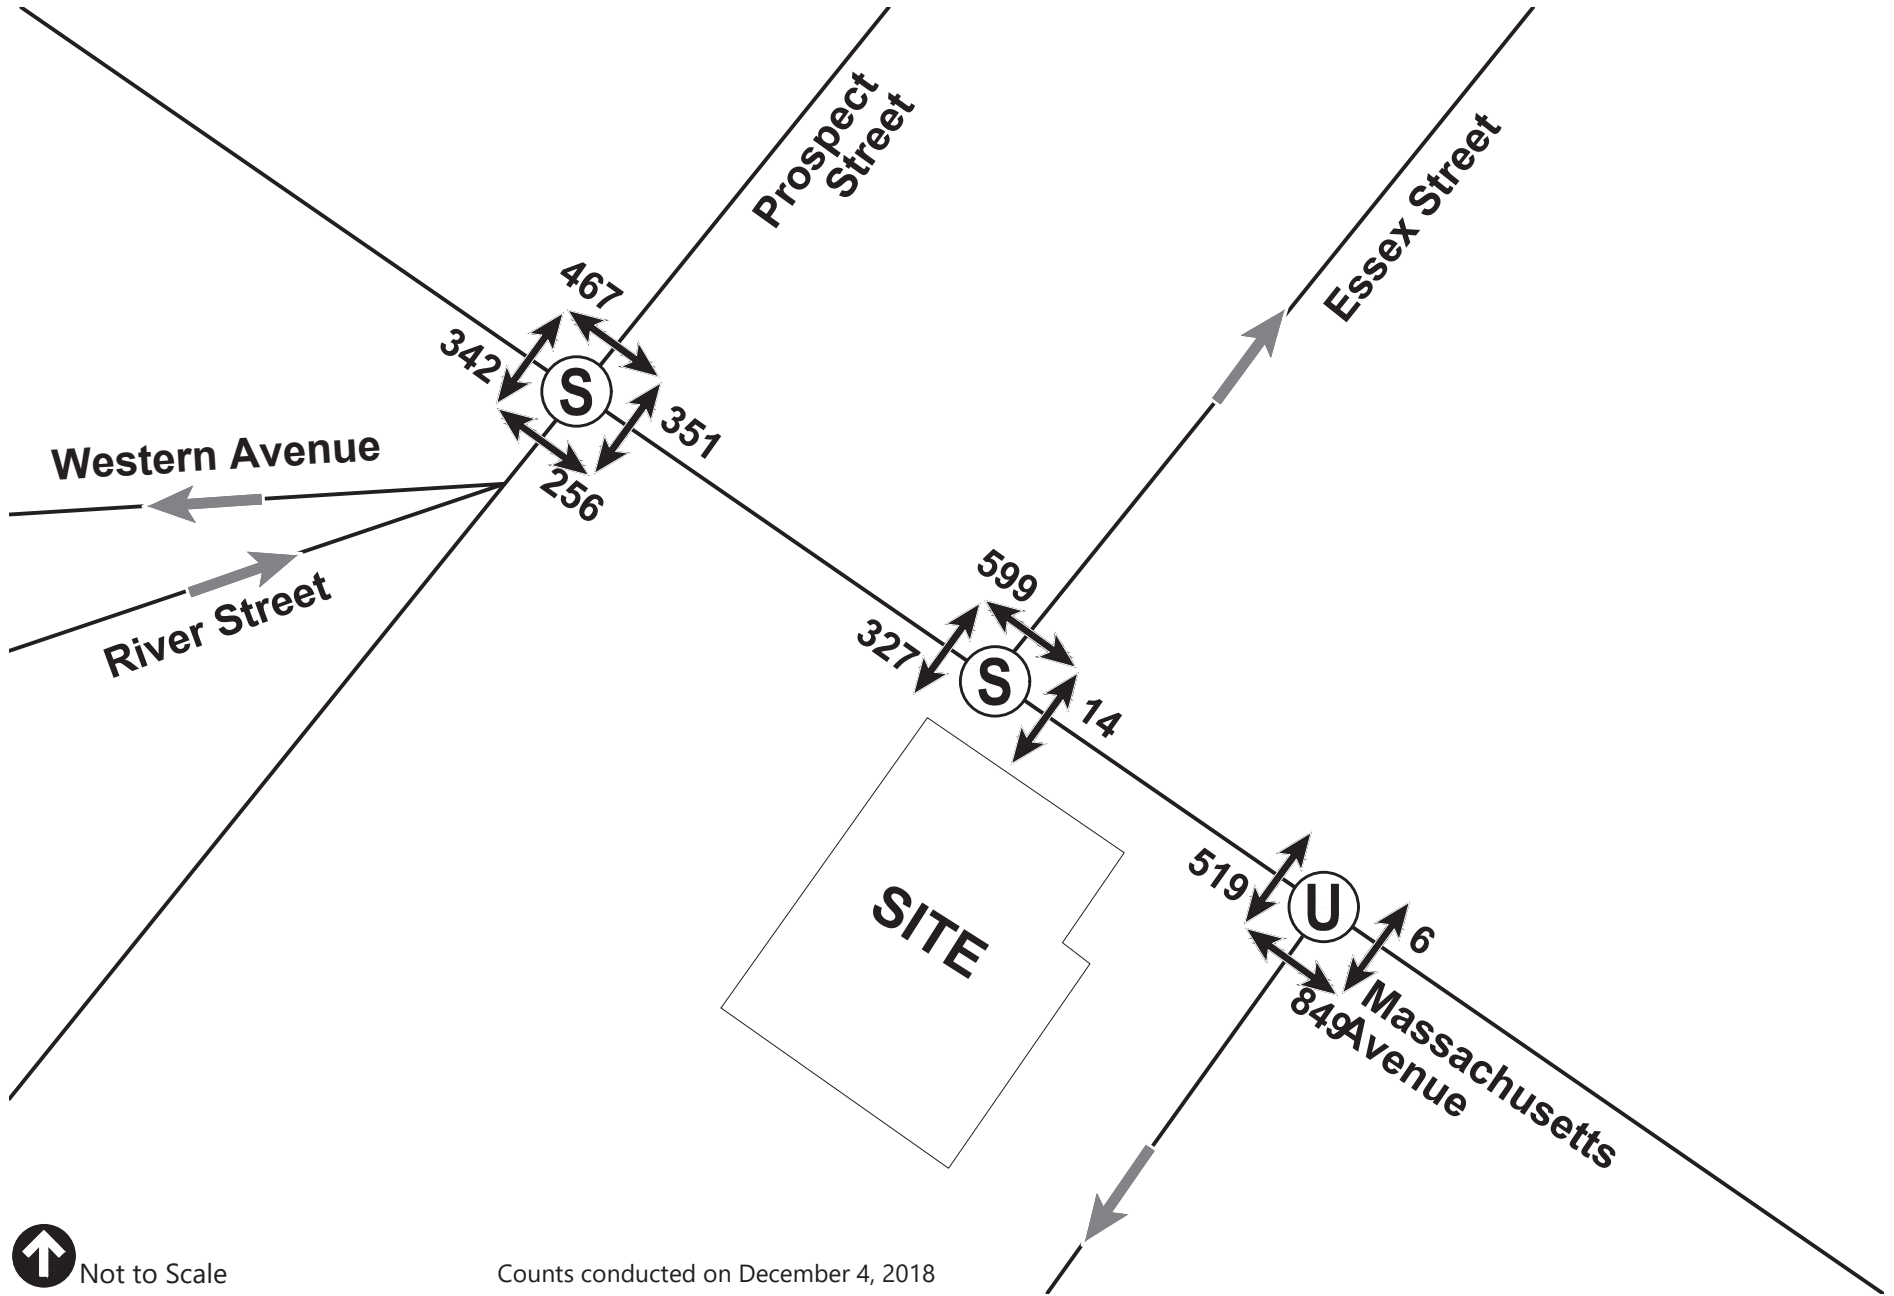 Prospect
Street
Essex Street
467
342
S
351
256
Western Avenue
River Street
599
327
S
14
519
U
6
849
Massachusetts
Avenue
SITE
Not to Scale
Counts conducted on December 4, 2018